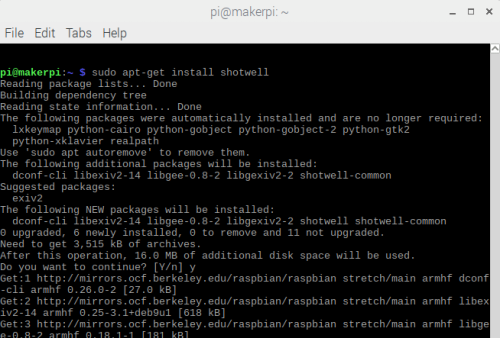 pi@makerpi: ~
File Edit Tabs Help
pi@makerpi:~ $ sudo apt-get install shotwell
Reading package lists... Done
Building dependency tree
Reading state information... Done
The following packages were automatically installed and are no longer required:
  lxkeymap python-cairo python-gobject python-gobject-2 python-gtk2
  python-xklavier realpath
Use 'sudo apt autoremove' to remove them.
The following additional packages will be installed:
  dconf-cli libexiv2-14 libgee-0.8-2 libgexiv2-2 shotwell-common
Suggested packages:
  exiv2
The following NEW packages will be installed:
  dconf-cli libexiv2-14 libgee-0.8-2 libgexiv2-2 shotwell shotwell-common
0 upgraded, 6 newly installed, 0 to remove and 11 not upgraded.
Need to get 3,515 kB of archives.
After this operation, 16.0 MB of additional disk space will be used.
Do you want to continue? [Y/n] y
Get:1 http://mirrors.ocf.berkeley.edu/raspbian/raspbian stretch/main armhf dconf
-cli armhf 0.26.0-2 [27.0 kB]
Get:2 http://mirrors.ocf.berkeley.edu/raspbian/raspbian stretch/main armhf libex
iv2-14 armhf 0.25-3.1+deb9u1 [618 kB]
Get:3 http://mirrors.ocf.berkeley.edu/raspbian/raspbian stretch/main armhf libge
e-0.8-2 armhf 0.18.1-1 [181 kB]